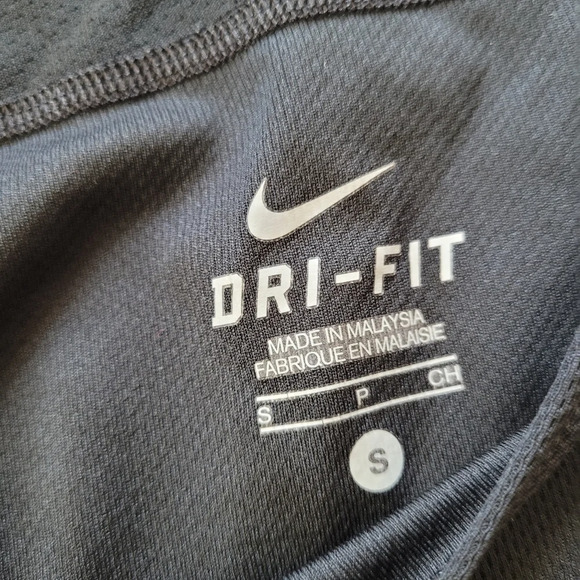 DRI-FIT
MADE IN MALAYSIA
FABRIQUE EN MALAISIE
S P CH
S